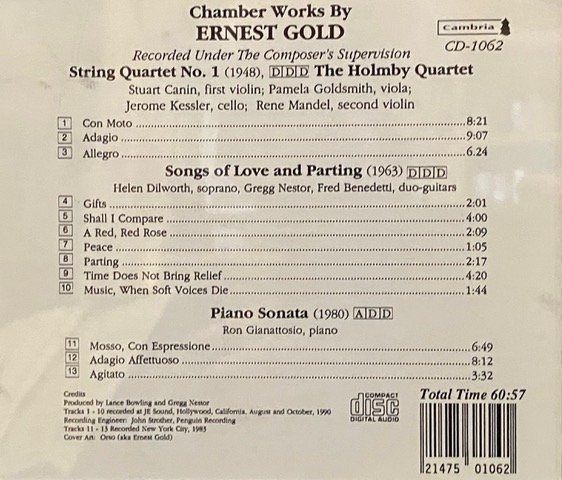 Chamber Works By
ERNEST GOLD
Cambria
CD-1062
Recorded Under The Composer's Supervision
String Quartet No. 1 (1948), DDD The Holmby Quartet
Stuart Canin, first violin; Pamela Goldsmith, viola;
Jerome Kessler, cello; Rene Mandel, second violin
1 Con Moto 8:21
2 Adagio 9:07
3 Allegro 6.24
Songs of Love and Parting (1963) DDD
Helen Dilworth, soprano, Gregg Nestor, Fred Benedetti, duo-guitars
4 Gifts 2:01
5 Shall I Compare 4:00
6 A Red, Red Rose 2:09
7 Peace 1:05
8 Parting 2:17
9 Time Does Not Bring Relief 4:20
10 Music, When Soft Voices Die 1:44
Piano Sonata (1980) ADD
Ron Gianattosio, piano
11 Mosso, Con Espressione 6:49
12 Adagio Affettuoso 8:12
13 Agitato 3:32
Credits
Produced by Lance Bowling and Gregg Nestor
Tracks 1 - 10 recorded at JE Sound, Hollywood, California, August and October, 1990
Recording Engineer: John Strother, Penguin Recording
Tracks 11 - 13 Recorded New York City, 1983
Cover Art: Orso (aka Ernest Gold)
COMPACT
disc
DIGITAL AUDIO
Total Time 60:57
21475 01062